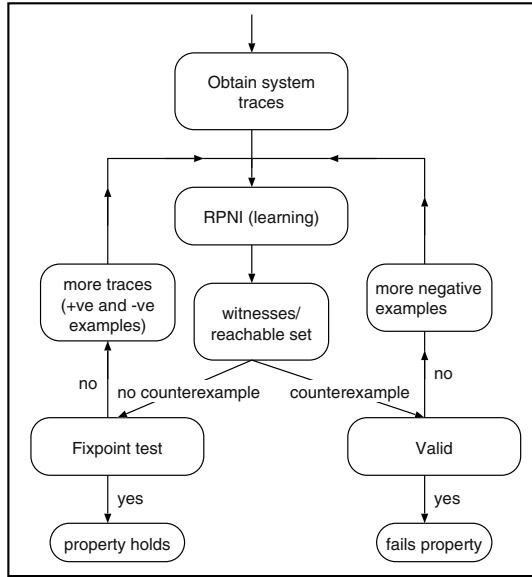 Obtain system
traces
RPNI (learning)
more traces
(+ve and -ve
examples)
witnesses/
reachable set
more negative
examples
no
no counterexample
counterexample
no
Fixpoint test
Valid
yes
yes
property holds
fails property